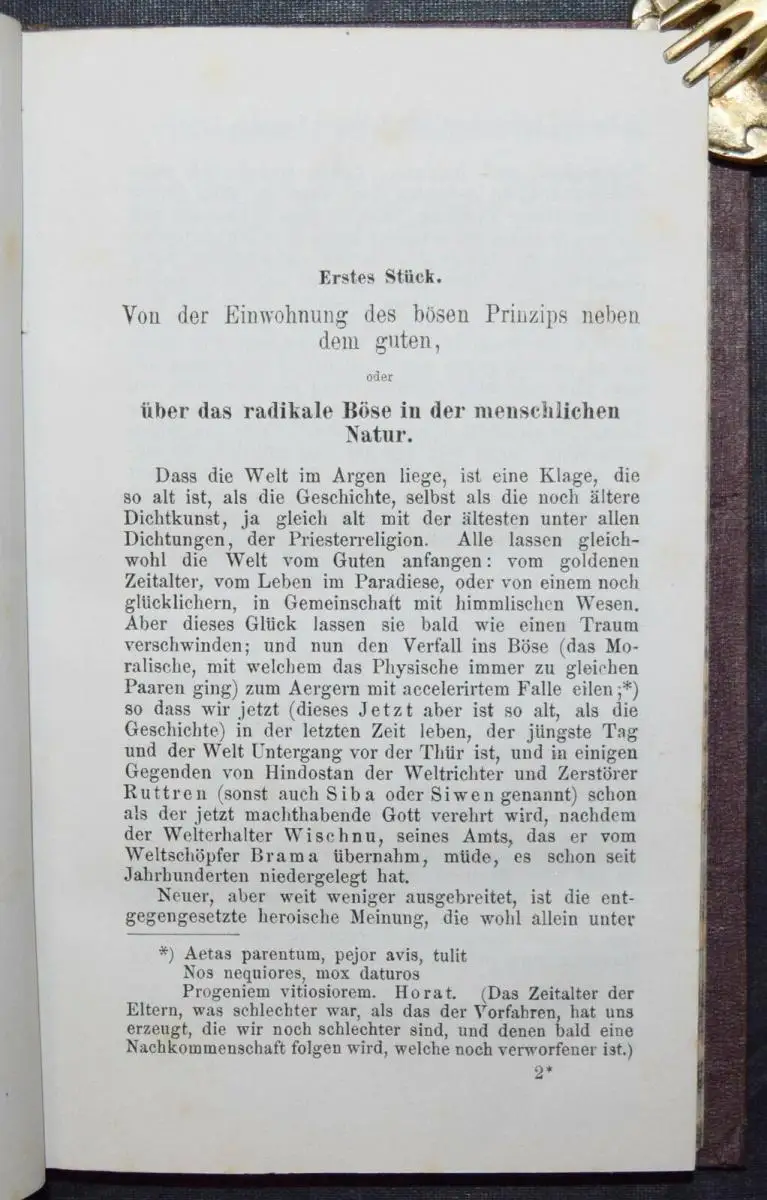 Erstes Stück.
Von der Einwohnung des bösen Prinzips neben
dem guten,
oder
über das radikale Böse in der menschlichen
Natur.
Dass die Welt im Argen liege, ist eine Klage, die
so alt ist, als die Geschichte, selbst als die noch ältere
Dichtkunst, ja gleich alt mit der ältesten unter allen
Dichtungen, der Priesterreligion. Alle lassen gleich-
wohl die Welt vom Guten anfangen: vom goldenen
Zeitalter, vom Leben im Paradiese, oder von einem noch
glücklichern, in Gemeinschaft mit himmlischen Wesen.
Aber dieses Glück lassen sie bald wie einen Traum
verschwinden; und nun den Verfall ins Böse (das Mo-
ralische, mit welchem das Physische immer zu gleichen
Paaren ging) zum Aergern mit accelerirtem Falle eilen;*)
so dass wir jetzt (dieses Jetzt aber ist so alt, als die
Geschichte) in der letzten Zeit leben, der jüngste Tag
und der Welt Untergang vor der Thür ist, und in einigen
Gegenden von Hindostan der Weltrichter und Zerstörer
Ruttren (sonst auch Siba oder Siwen genannt) schon
als der jetzt machthabende Gott verehrt wird, nachdem
der Welterhalter Wischnu, seines Amts, das er vom
Weltschöpfer Brama übernahm, müde, es schon seit
Jahrhunderten niedergelegt hat.
Neuer, aber weit weniger ausgebreitet, ist die ent-
gegengesetzte heroische Meinung, die wohl allein unter
*) Aetas parentum, pejor avis, tulit
Nos nequiores, mox daturos
Progeniem vitiosiorem. Horat. (Das Zeitalter der
Eltern, was schlechter war, als das der Vorfahren, hat uns
erzeugt, die wir noch schlechter sind, und denen bald eine
Nachkommenschaft folgen wird, welche noch verworfener ist.)
2*